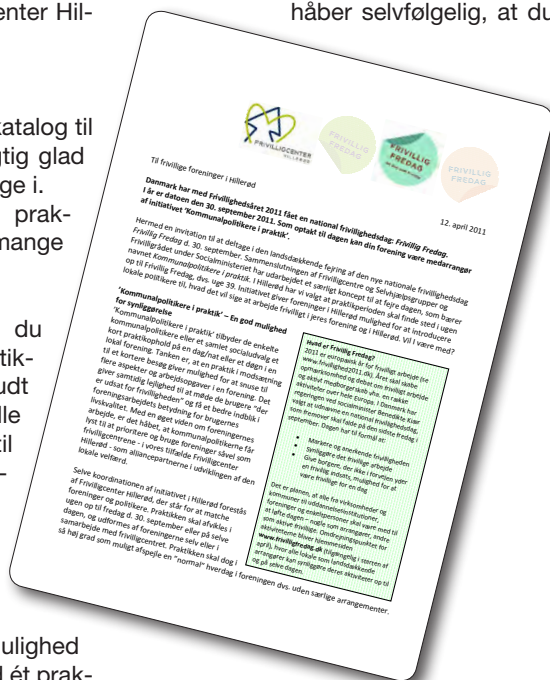 enter Hil-
håber selvfølgelig, at du
katalog til
gtig glad
ge i.
prak-
mange
du
tik-
udt
lle
til
mulighed
l ét prak-
FRIVILLIGCENTER
HILLERØD
FRIVILLIG
FREDAG
FRIVILLIG
FREDAG
FRIVILLIG
FREDAG
Til frivillige foreninger i Hillerød
12. april 2011
Danmark har med Frivillighedsåret 2011 fået en national frivillighedsdag: Frivillig Fredag.
I år er datoen den 30. september 2011. Som optakt til dagen kan din forening være medarrangør
af initiativet 'Kommunalpolitikere i praktik'.
Hermed en invitation til at deltage i den landsdækkende fejring af den nye nationale frivillighedsdag
Frivillig Fredag d. 30. september. Sammenslutningen af Frivilligcentre og Selvhjælpsgrupper og
Frivilligrådet under Socialministeriet har udarbejdet et særligt koncept til at fejre dagen, som bærer
navnet Kommunalpolitikere i praktik. I Hillerød har vi valgt at praktikperioden skal finde sted i ugen
op til Frivillig Fredag, dvs. uge 39. Initiativet giver foreninger i Hillerød mulighed for at introducere
lokale politikere til, hvad det vil sige at arbejde frivilligt i jeres forening og i Hillerød. Vil I være med?
'Kommunalpolitikere i praktik' – En god mulighed
for synliggørelse
'Kommunalpolitikere i praktik' tilbyder de enkelte
kommunalpolitikere eller et samlet socialudvalg et
kort praktikophold på en dag/nat eller et døgn i en
lokal forening. Tanken er, at en praktik i modsætning
til et kortere besøg giver mulighed for at snuse til
flere aspekter og arbejdsopgaver i en forening. Det
giver samtidig lejlighed til at møde de brugere "der
er udsat for frivilligheden" og få et bedre indblik i
foreningsarbejdets betydning for brugernes
livskvalitet. Med en øget viden om foreningernes
arbejde, er det håbet, at kommunalpolitikerne får
lyst til at prioritere og bruge foreninger såvel som
frivilligcentrene - i vores tilfælde Frivilligcenter
Hillerød - som alliancepartnere i udviklingen af den
lokale velfærd.
Selve koordinationen af initiativet i Hillerød forestås
af Frivilligcenter Hillerød, der står for at matche
foreninger og politikere. Praktikken skal afvikles i
ugen op til fredag d. 30. september eller på selve
dagen, og udformes af foreningerne selv eller i
samarbejde med frivilligcentret. Praktikken skal dog i
så høj grad som muligt afspejle en "normal" hverdag i foreningen dvs. uden særlige arrangementer.
Hvad er Frivillig Fredag?
2011 er europæisk år for frivilligt arbejde (se
www.frivillighed2011.dk). Året skal skabe
opmærksomhed og debat om frivilligt arbejde
og aktivt medborgerskab via en række
aktiviteter over hele Europa. I Danmark har
regeringen ved socialminister Benedikte Kiær
valgt at udnævne en national frivillighedsdag,
som fremover skal falde på den sidste fredag i
september. Dagen har til formål at:
• Markere og anerkende frivilligheden
• Synliggøre det frivillige arbejde
• Give borgere, der ikke i forvejen yder
en frivillig indsats, mulighed for at
være frivillige for en dag
Det er planen, at alle fra virksomheder og
kommuner til uddannelsesinstitutioner,
foreninger og enkeltpersoner skal være med til
at løfte dagen – nogle som arrangører, andre
som aktive frivillige. Omdrejningspunktet for
aktiviteterne bliver hjemmesiden
www.frivilligfredag.dk (tilgængelig i starten af
april), hvor alle lokale som landsdækkende
arrangører kan synliggøre deres aktiviteter op til
og på selve dagen.